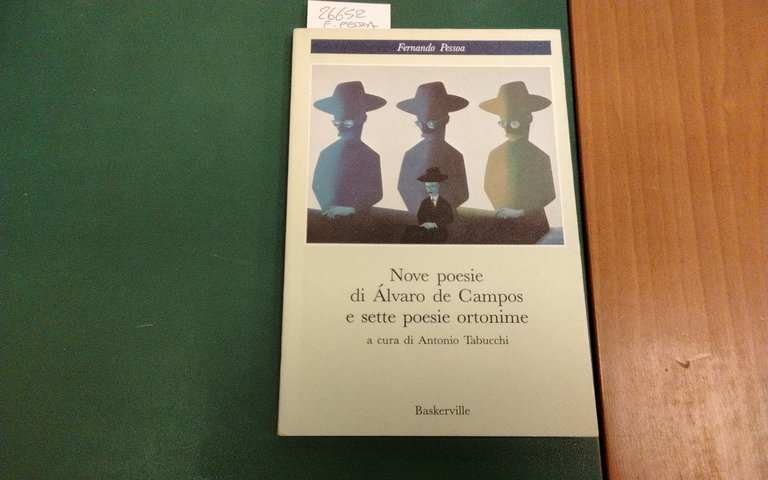 26652
F. PESSOA
Fernando Pessoa
Nove poesie
di Álvaro de Campos
e sette poesie ortonime
a cura di Antonio Tabucchi
Baskerville